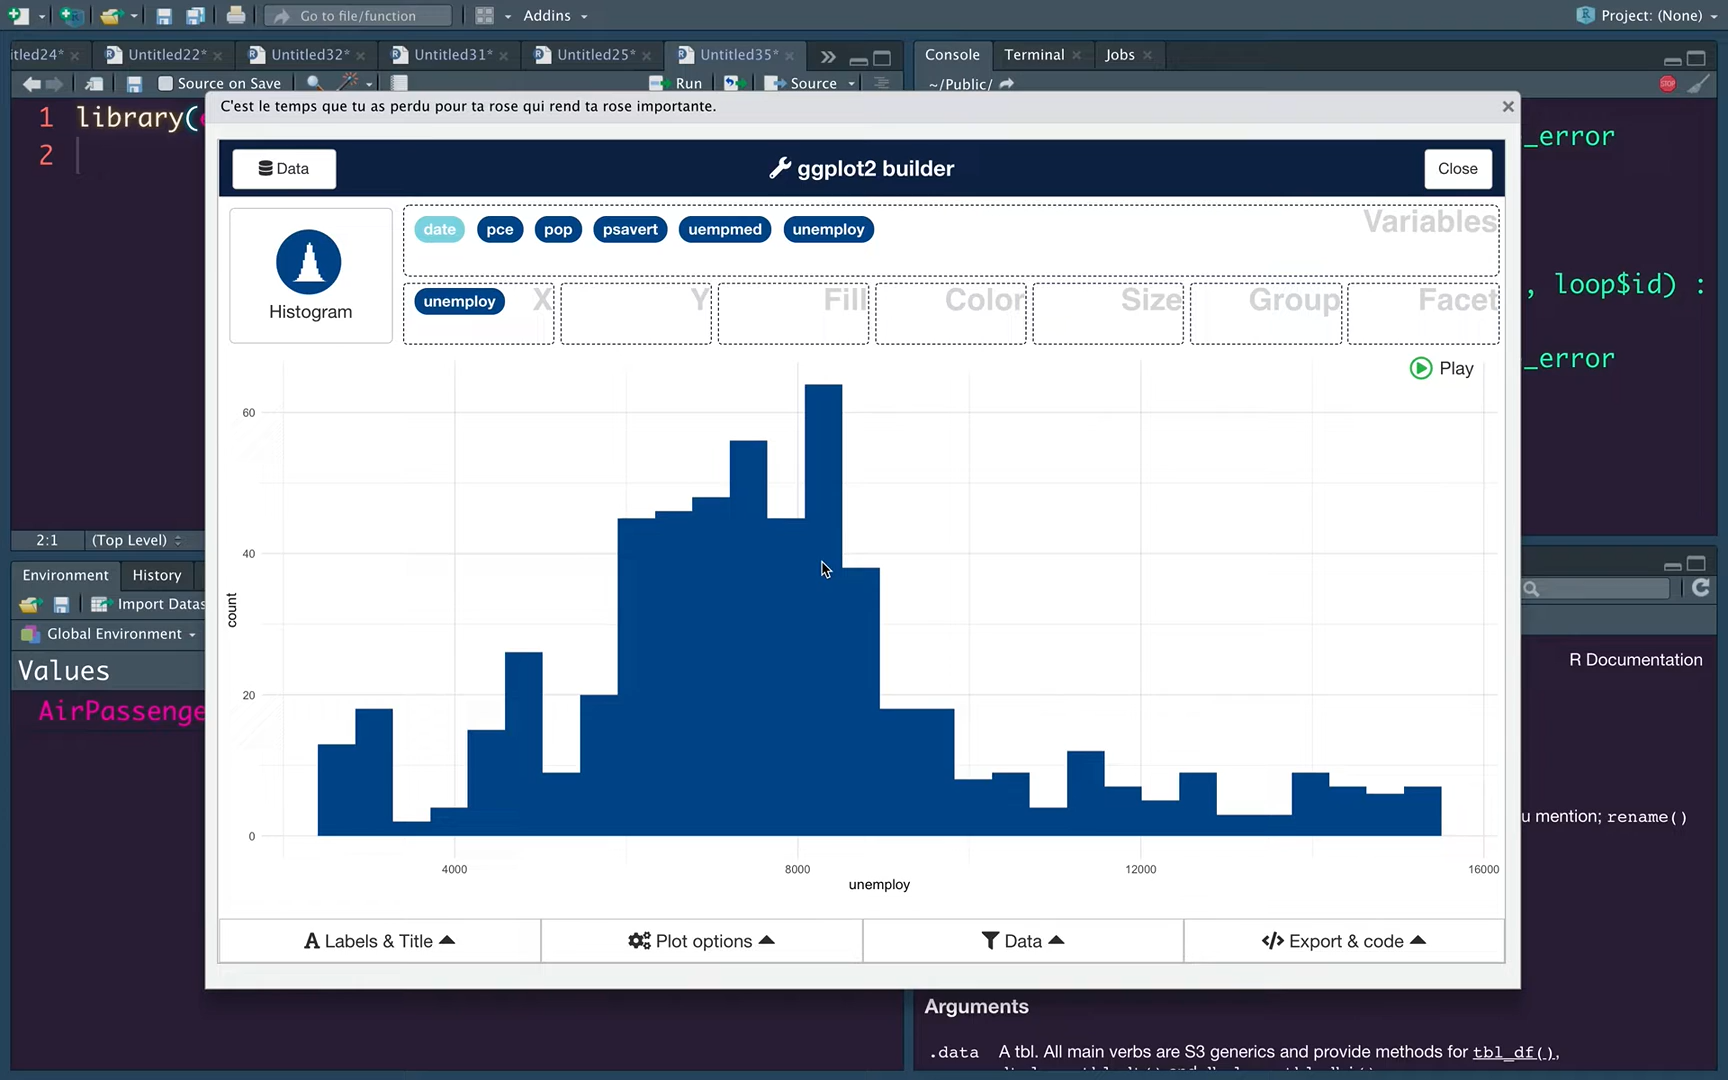 Go to file/function
Addins
Project: (None)
itled24*
Untitled22*
Untitled32*
Untitled31*
Untitled25*
Untitled35*
Console
Terminal
Jobs
Source on Save
Run
Source
~/Public/
1 library(
2
C'est le temps que tu as perdu pour ta rose qui rend ta rose importante.
Data
ggplot2 builder
Close
Histogram
date
pce
pop
psavert
uempmed
unemploy
Variables
unemploy
X
Y
Fill
Color
Size
Group
Facet
Play
_error
, loop$id) :
_error
60
40
20
0
count
4000
8000
12000
16000
unemploy
Labels & Title
Plot options
Data
Export & code
2:1
(Top Level)
Environment
History
Import Datas
Global Environment
Values
AirPassenge
R Documentation
u mention; rename()
Arguments
.data A tbl. All main verbs are S3 generics and provide methods for tbl_df(),